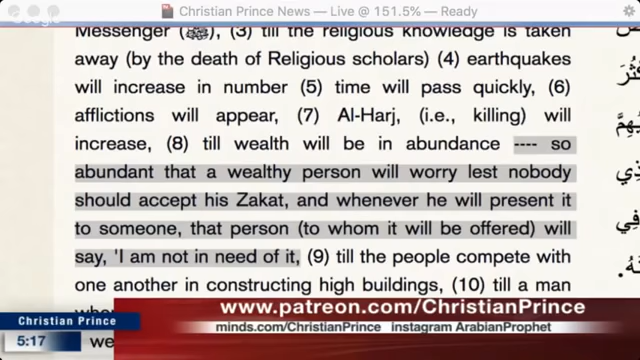 Christian Prince News — Live @ 151.5% — Ready
Messenger (ﷺ), (3) till the religious knowledge is taken
away (by the death of Religious scholars) (4) earthquakes
will increase in number (5) time will pass quickly, (6)
afflictions will appear, (7) Al-Harj, (i.e., killing) will
increase, (8) till wealth will be in abundance ---- so
abundant that a wealthy person will worry lest nobody
should accept his Zakat, and whenever he will present it
to someone, that person (to whom it will be offered) will
say, 'I am not in need of it, (9) till the people compete with
one another in constructing high buildings, (10) till a man
www.patreon.com/ChristianPrince
Christian Prince
minds.com/ChristianPrince instagram ArabianProphet
5:17
we